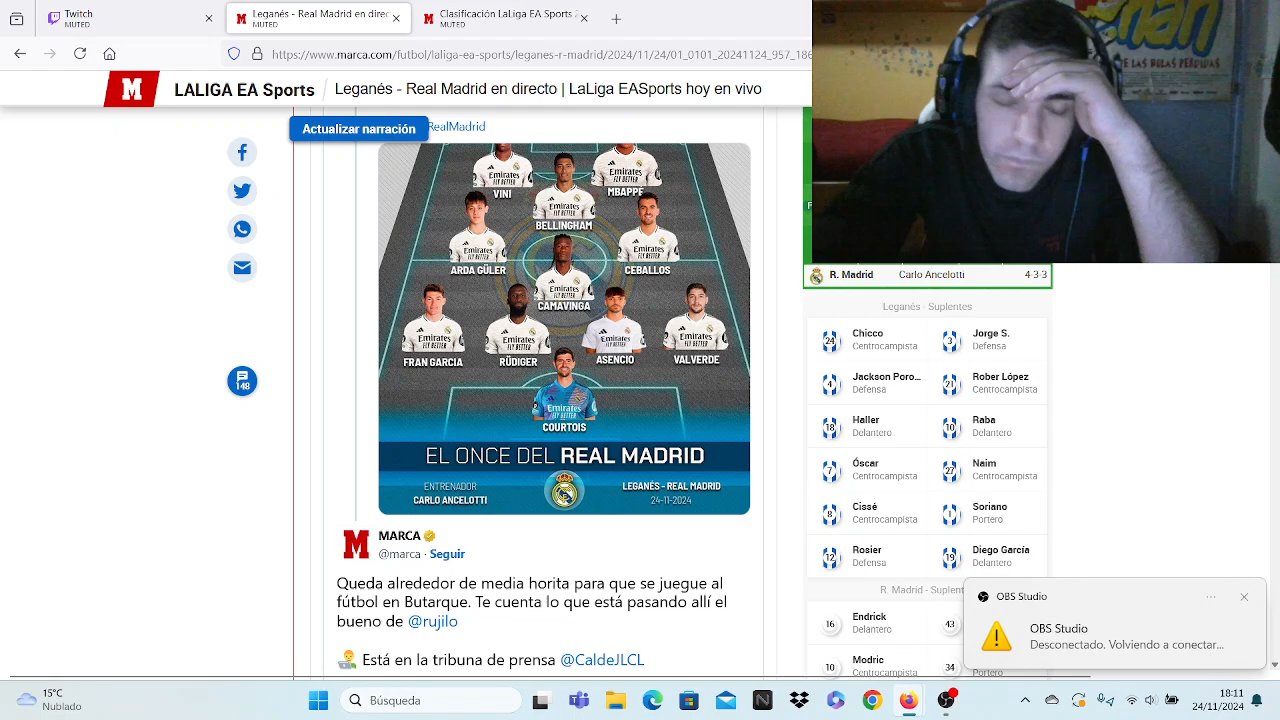 Twitch
MUTED
Leganés - Real Madrid en direc
MUTED
Clasificación LaLiga EA Sports 2
MUTED
https://www.marca.com/futbol/laliga-ea-sports/leganes-r-madrid/2024/11/24/01_0101_20241124_957_186
M
LALIGA EA Sports
Leganés - Real Madrid en directo | LaLiga EASports hoy en vivo
Actualizar narración
RealMadrid
148
VINI
MBAPPÉ
BELLINGHAM
ARDA GÜLER
CEBALLOS
CAMAVINGA
FRAN GARCIA
RÜDIGER
ASENCIO
VALVERDE
COURTOIS
EL ONCE DEL REAL MADRID
ENTRENADOR
CARLO ANCELOTTI
LEGANÉS - REAL MADRID
24-11-2024
MARCA
@marca · Seguir
Queda alrededor de media horita para que se juegue al
fútbol en Butarque. Te cuenta lo que está pasando allí el
bueno de @rujilo
Está en la tribuna de prensa @CaldeJLCL
DE LAS BOLAS PERDIDAS
R. Madrid Carlo Ancelotti 4-3-3
Leganés - Suplentes
24 Chicco
Centrocampista
3 Jorge S.
Defensa
4 Jackson Poro...
Defensa
21 Rober López
Centrocampista
18 Haller
Delantero
10 Raba
Delantero
7 Óscar
Centrocampista
27 Naim
Centrocampista
8 Cissé
Centrocampista
1 Soriano
Portero
12 Rosier
Defensa
19 Diego García
Delantero
R. Madrid - Suplent
16 Endrick
Delantero
43
10 Modric
Centrocampista
34
Portero
OBS Studio
OBS Studio
Desconectado. Volviendo a conectar...
15°C
Nublado
Búsqueda
18:11
24/11/2024